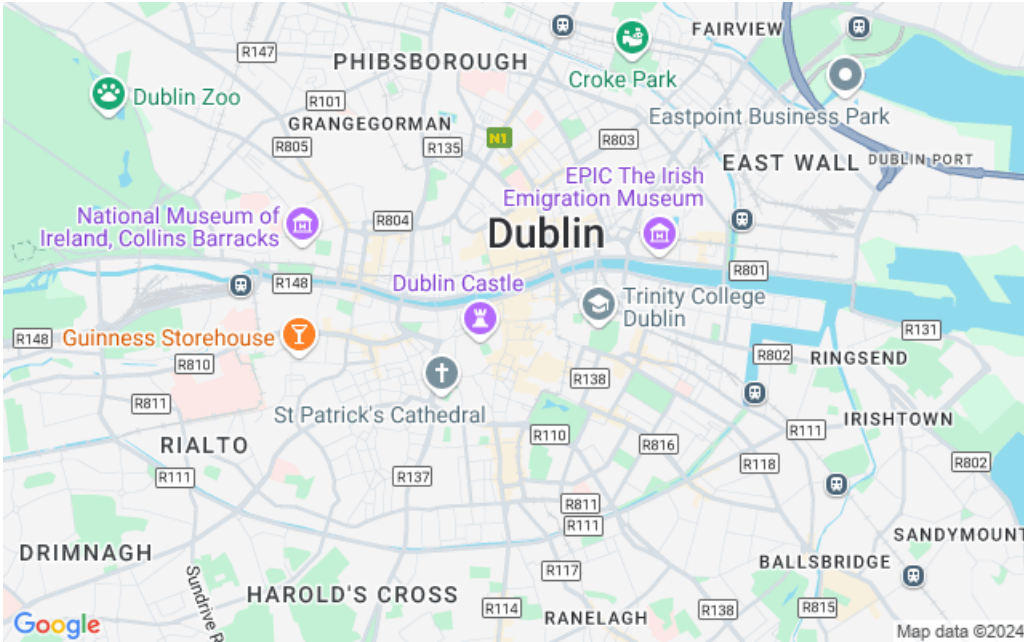 FAIRVIEW
R147
PHIBSBOROUGH
Croke Park
Dublin Zoo
R101
Eastpoint Business Park
GRANGEGORMAN
N1
R805
R135
R803
EAST WALL
DUBLIN PORT
EPIC The Irish
Emigration Museum
National Museum of
Ireland, Collins Barracks
R804
Dublin
R801
R148
Dublin Castle
Trinity College
Dublin
R148
Guinness Storehouse
R131
R810
R802
RINGSEND
R138
R811
St Patrick's Cathedral
IRISHTOWN
RIALTO
R110
R816
R111
R111
R137
R118
R802
R811
R111
SANDYMOUNT
DRIMNAGH
BALLSBRIDGE
R117
Sundrive R
HAROLD'S CROSS
R114
RANELAGH
R138
R815
Google
Map data ©2024